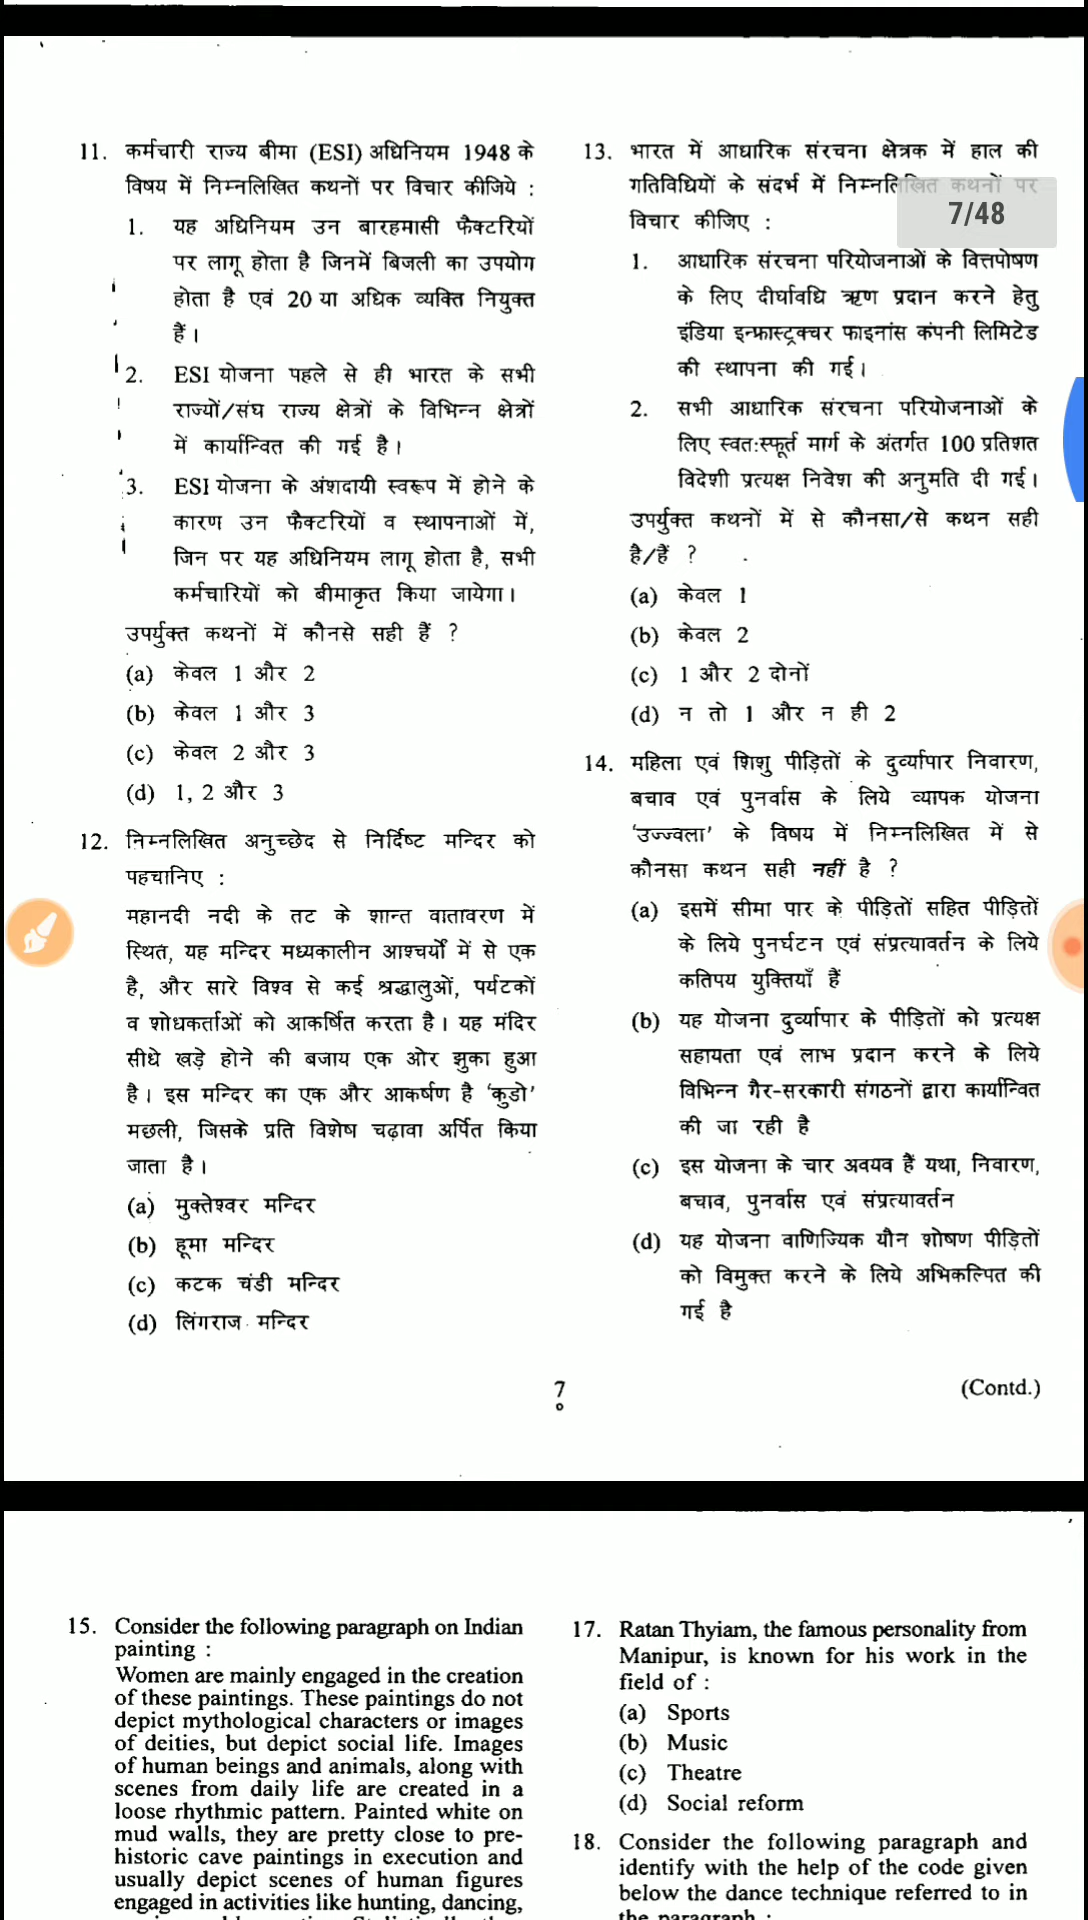 11. कर्मचारी राज्य बीमा (ESI) अधिनियम 1948 के
विषय में निम्नलिखित कथनों पर विचार कीजिये :
1. यह अधिनियम उन बारहमासी फैक्टरियों
पर लागू होता है जिनमें बिजली का उपयोग
होता है एवं 20 या अधिक व्यक्ति नियुक्त
हैं।
2. ESI योजना पहले से ही भारत के सभी
राज्यों/संघ राज्य क्षेत्रों के विभिन्न क्षेत्रों
में कार्यान्वित की गई है।
3. ESI योजना के अंशदायी स्वरूप में होने के
कारण उन फैक्टरियों व स्थापनाओं में,
जिन पर यह अधिनियम लागू होता है, सभी
कर्मचारियों को बीमाकृत किया जायेगा।
उपर्युक्त कथनों में कौनसे सही हैं ?
(a) केवल 1 और 2
(b) केवल 1 और 3
(c) केवल 2 और 3
(d) 1, 2 और 3
12. निम्नलिखित अनुच्छेद से निर्दिष्ट मन्दिर को
पहचानिए :
महानदी नदी के तट के शान्त वातावरण में
स्थित, यह मन्दिर मध्यकालीन आश्चर्यों में से एक
है, और सारे विश्व से कई श्रद्धालुओं, पर्यटकों
व शोधकर्ताओं को आकर्षित करता है। यह मंदिर
सीधे खड़े होने की बजाय एक ओर झुका हुआ
है। इस मन्दिर का एक और आकर्षण है ‘कुडो’
मछली, जिसके प्रति विशेष चढ़ावा अर्पित किया
जाता है।
(a) मुक्तेश्वर मन्दिर
(b) हूमा मन्दिर
(c) कटक चंडी मन्दिर
(d) लिंगराज मन्दिर
13. भारत में आधारिक संरचना क्षेत्रक में हाल की
गतिविधियों के संदर्भ में निम्नलिखित कथनों पर
7/48
विचार कीजिए :
1. आधारिक संरचना परियोजनाओं के वित्तपोषण
के लिए दीर्घावधि ऋण प्रदान करने हेतु
इंडिया इन्फ्रास्ट्रक्चर फाइनांस कंपनी लिमिटेड
की स्थापना की गई।
2. सभी आधारिक संरचना परियोजनाओं के
लिए स्वत:स्फूर्त मार्ग के अंतर्गत 100 प्रतिशत
विदेशी प्रत्यक्ष निवेश की अनुमति दी गई।
उपर्युक्त कथनों में से कौनसा/से कथन सही
है/हैं ?
(a) केवल 1
(b) केवल 2
(c) 1 और 2 दोनों
(d) न तो 1 और न ही 2
14. महिला एवं शिशु पीड़ितों के दुर्व्यापार निवारण,
बचाव एवं पुनर्वास के लिये व्यापक योजना
‘उज्ज्वला’ के विषय में निम्नलिखित में से
कौनसा कथन सही नहीं है ?
(a) इसमें सीमा पार के पीड़ितों सहित पीड़ितों
के लिये पुनर्घटन एवं संप्रत्यावर्तन के लिये
कतिपय युक्तियाँ हैं
(b) यह योजना दुर्व्यापार के पीड़ितों को प्रत्यक्ष
सहायता एवं लाभ प्रदान करने के लिये
विभिन्न गैर-सरकारी संगठनों द्वारा कार्यान्वित
की जा रही है
(c) इस योजना के चार अवयव हैं यथा, निवारण,
बचाव, पुनर्वास एवं संप्रत्यावर्तन
(d) यह योजना वाणिज्यिक यौन शोषण पीड़ितों
को विमुक्त करने के लिये अभिकल्पित की
गई है
7
(Contd.)
15. Consider the following paragraph on Indian
painting :
Women are mainly engaged in the creation
of these paintings. These paintings do not
depict mythological characters or images
of deities, but depict social life. Images
of human beings and animals, along with
scenes from daily life are created in a
loose rhythmic pattern. Painted white on
mud walls, they are pretty close to pre-
historic cave paintings in execution and
usually depict scenes of human figures
engaged in activities like hunting, dancing,
17. Ratan Thyiam, the famous personality from
Manipur, is known for his work in the
field of :
(a) Sports
(b) Music
(c) Theatre
(d) Social reform
18. Consider the following paragraph and
identify with the help of the code given
below the dance technique referred to in
the paragraph :